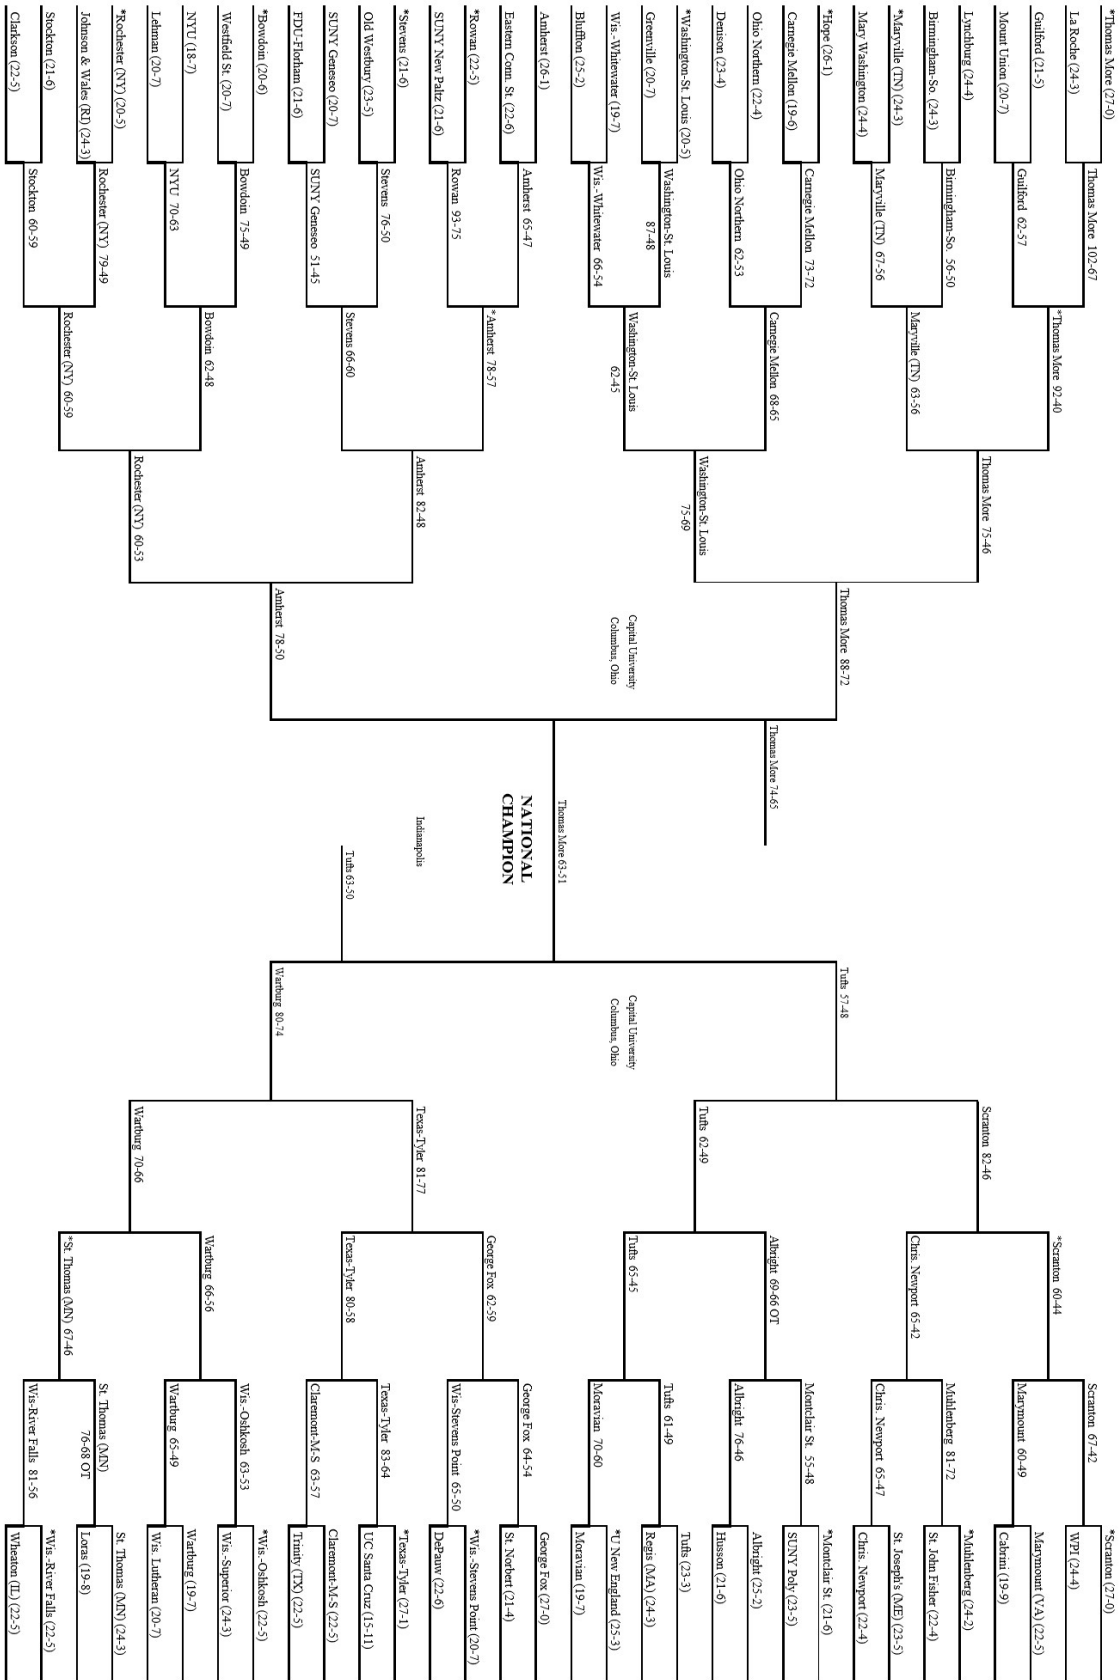 *Thomas More (27-0)
La Roche (24-3)
Guilford (21-5)
Mount Union (20-7)
Lynchburg (24-4)
Birmingham-So. (24-3)
*Maryville (TN) (24-3)
Mary Washington (24-4)
*Hope (26-1)
Carnegie Mellon (19-6)
Ohio Northern (22-4)
Denison (23-4)
*Washington-St. Louis (20-5)
Greenville (20-7)
Wis.-Whitewater (19-7)
Bluffton (25-2)
Amherst (26-1)
Eastern Conn. St. (22-6)
*Rowan (22-5)
SUNY New Paltz (21-6)
*Stevens (21-6)
Old Westbury (23-5)
SUNY Geneseo (20-7)
FDU-Florham (21-6)
*Bowdoin (20-6)
Westfield St. (20-7)
NYU (18-7)
Lehman (20-7)
*Rochester (NY) (20-5)
Johnson & Wales (RI) (24-3)
Stockton (21-6)
Clarkson (22-5)
Thomas More 102-67
Guilford 62-57
Birmingham-So. 56-50
Maryville (TN) 67-56
Carnegie Mellon 73-72
Ohio Northern 62-53
Washington-St. Louis
87-48
Wis.-Whitewater 66-54
Amherst 65-47
Rowan 93-75
Stevens 76-50
SUNY Geneseo 51-45
Bowdoin 75-49
NYU 70-63
Rochester (NY) 79-49
Stockton 60-59
*Thomas More 92-40
Maryville (TN) 63-56
Carnegie Mellon 68-65
Washington-St. Louis
62-45
*Amherst 78-57
Stevens 66-60
Bowdoin 62-48
Rochester (NY) 60-59
Thomas More 75-46
Washington-St. Louis
75-69
Amherst 82-48
Rochester (NY) 60-53
Thomas More 88-72
Capital University
Columbus, Ohio
Amherst 78-50
Thomas More 74-65
Thomas More 63-51
NATIONAL
CHAMPION
Indianapolis
Tufts 63-50
Tufts 57-48
Capital University
Columbus, Ohio
Wartburg 80-74
Scranton 82-46
Tufts 62-49
Texas-Tyler 81-77
Wartburg 70-66
*Scranton 60-44
Chris. Newport 65-42
Albright 69-66 OT
Tufts 65-45
George Fox 62-59
Texas-Tyler 80-58
Wartburg 66-56
*St. Thomas (MN) 67-46
Scranton 67-42
Marymount 60-49
Muhlenberg 81-72
Chris. Newport 65-47
Montclair St. 55-48
Albright 76-46
Tufts 61-49
Moravian 70-60
George Fox 64-54
Wis-Stevens Point 65-50
Texas-Tyler 83-64
Claremont-M-S 63-57
Wis.-Oshkosh 63-53
Wartburg 65-49
St. Thomas (MN)
76-68 OT
Wis-River Falls 81-56
*Scranton (27-0)
WPI (24-4)
Marymount (VA) (22-5)
Cabrini (19-9)
*Muhlenberg (24-2)
St. John Fisher (22-4)
St. Joseph's (ME) (23-5)
Chris. Newport (22-4)
*Montclair St. (21-6)
SUNY Poly (23-5)
Albright (25-2)
Husson (21-6)
Tufts (23-3)
Regis (MA) (24-3)
*U New England (25-3)
Moravian (19-7)
George Fox (27-0)
St. Norbert (21-4)
*Wis.-Stevens Point (20-7)
DePauw (22-6)
*Texas-Tyler (27-1)
UC Santa Cruz (15-11)
Claremont-M-S (22-5)
Trinity (TX) (22-5)
*Wis.-Oshkosh (22-5)
Wis.-Superior (24-3)
Wartburg (19-7)
Wis. Lutheran (20-7)
St. Thomas (MN) (24-3)
Loras (19-8)
*Wis.-River Falls (22-5)
Wheaton (IL) (22-5)